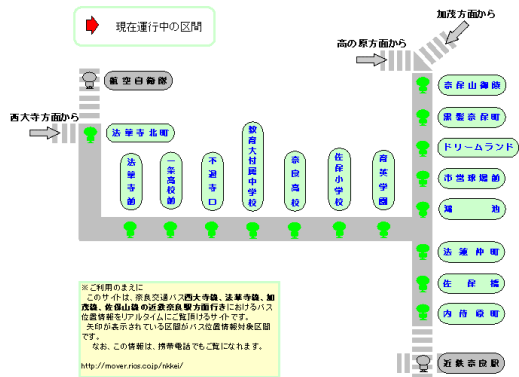 現在運行中の区間
加茂方面から
高の原方面から
航空自衛隊
奈保山御陵
西大寺方面から
法華寺北町
黒髪奈保町
ドリームランド
法華寺前
一条高校前
不退寺口
教育大付属中学校
奈良高校
佐保小学校
育英学園
市営球場前
鴻池
法蓮仲町
佐保橋
内侍原町
近鉄奈良駅
※ご利用のまえに
このサイトは、奈良交通バス西大寺線、法華寺線、加
茂線、佐保山線の近鉄奈良駅方面行きにおけるバス
位置情報をリアルタイムにご覧頂けるサイトです。
矢印が表示されている区間がバス位置情報対象区間
です。
なお、この情報は、携帯電話でもご覧になれます。
http://mover.rios.co.jp/nkkei/